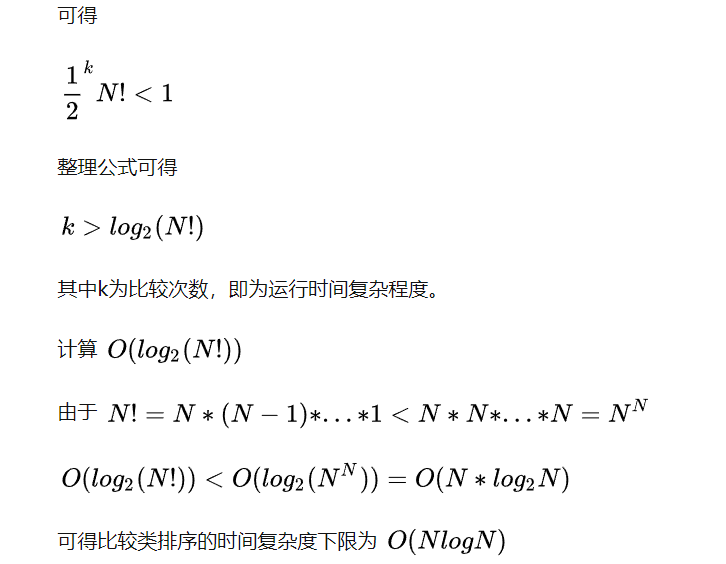 可得
$\frac{1}{2}^{k} N! < 1$
整理公式可得
$k > log_2(N!)$
其中k为比较次数，即为运行时间复杂程度。
计算 $O(log_2(N!))$
由于 $N! = N * (N-1) * ... * 1 < N * N * ... * N = N^N$
$O(log_2(N!)) < O(log_2(N^N)) = O(N * log_2 N)$
可得比较类排序的时间复杂度下限为 $O(NlogN)$